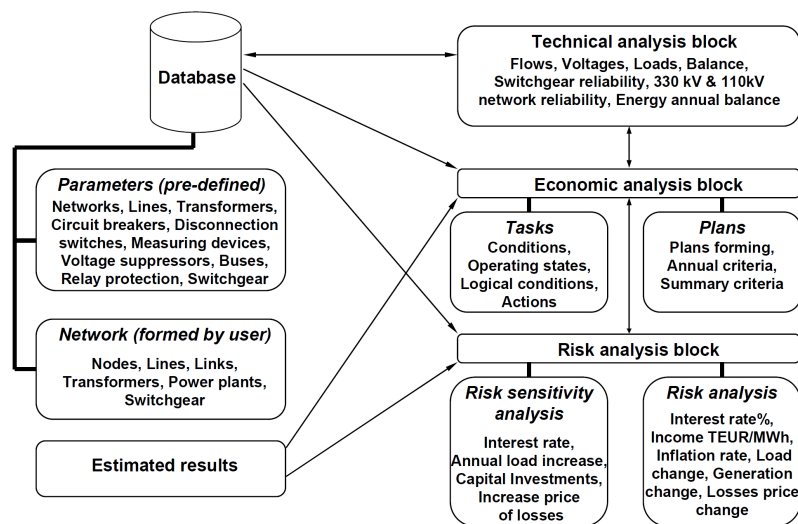 Database
Technical analysis block
Flows, Voltages, Loads, Balance,
Switchgear reliability, 330 kV & 110kV
network reliability, Energy annual balance
Parameters (pre-defined)
Networks, Lines, Transformers,
Circuit breakers, Disconnection
switches, Measuring devices,
Voltage suppressors, Buses,
Relay protection, Switchgear
Economic analysis block
Tasks
Conditions,
Operating states,
Logical conditions,
Actions
Plans
Plans forming,
Annual criteria,
Summary criteria
Network (formed by user)
Nodes, Lines, Links,
Transformers, Power plants,
Switchgear
Risk analysis block
Risk sensitivity
analysis
Interest rate,
Annual load increase,
Capital Investments,
Increase price
of losses
Risk analysis
Interest rate%,
Income TEUR/MWh,
Inflation rate, Load
change, Generation
change, Losses price
change
Estimated results